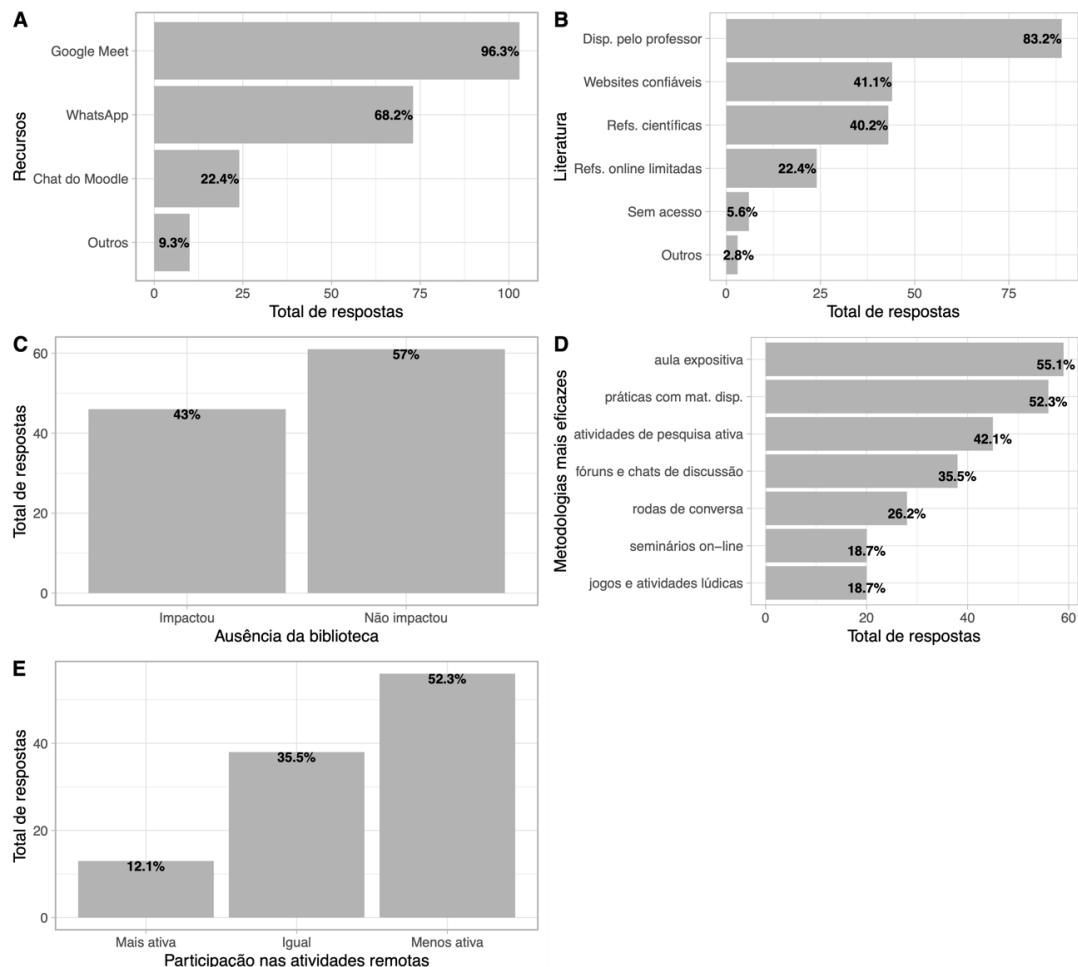 A
Recursos
Google Meet
96.3%
WhatsApp
68.2%
Chat do Moodle
22.4%
Outros
9.3%
0 25 50 75 100
Total de respostas
B
Literatura
Disp. pelo professor
83.2%
Websites confiáveis
41.1%
Refs. científicas
40.2%
Refs. online limitadas
22.4%
Sem acesso
5.6%
Outros
2.8%
0 25 50 75
Total de respostas
C
Total de respostas
60
40
20
0
43%
57%
Impactou Não impactou
Ausência da biblioteca
D
Metodologias mais eficazes
aula expositiva
55.1%
práticas com mat. disp.
52.3%
atividades de pesquisa ativa
42.1%
fóruns e chats de discussão
35.5%
rodas de conversa
26.2%
seminários on−line
18.7%
jogos e atividades lúdicas
18.7%
0 20 40 60
Total de respostas
E
Total de respostas
40
20
0
12.1%
35.5%
52.3%
Mais ativa Igual Menos ativa
Participação nas atividades remotas